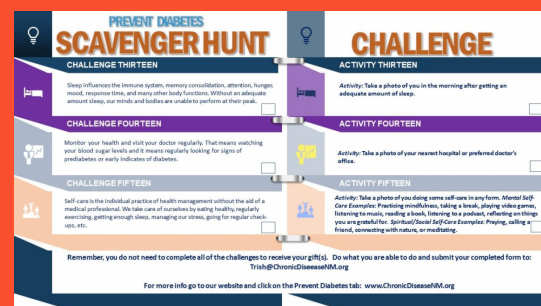 PREVENT DIABETES
SCAVENGER HUNT
CHALLENGE THIRTEEN
Sleep influences the immune system, memory consolidation, attention, hunger,
mood, response time, and many other body functions. Without an adequate
amount sleep, our minds and bodies are unable to perform at their peak.
CHALLENGE FOURTEEN
Monitor your health and visit your doctor regularly. That means watching
your blood sugar levels and it means regularly looking for signs of
prediabetes or early indicates of diabetes.
CHALLENGE FIFTEEN
Self-care is the individual practice of health management without the aid of a
medical professional. We take care of ourselves by eating healthy, regularly
exercising, getting enough sleep, managing our stress, going for regular check-
ups, etc.
CHALLENGE
ACTIVITY THIRTEEN
Activity: Take a photo of you in the morning after getting an
adequate amount of sleep.
ACTIVITY FOURTEEN
Activity: Take a photo of your nearest hospital or preferred doctor's
office.
ACTIVITY FIFTEEN
Activity: Take a photo of you doing some self-care in any form. Mental Self-
Care Examples: Practicing mindfulness, taking a break, playing video games,
listening to music, reading a book, listening to a podcast, reflecting on things
you are grateful for. Spiritual/Social Self-Care Examples: Praying, calling a
friend, connecting with nature, or meditating.
Remember, you do not need to complete all of the challenges to receive your gift(s). Do what you are able to do and submit your completed form to:
Trish@ChronicDiseeaseNM.org
For more info go to our website and click on the Prevent Diabetes tab: www.ChronicDiseaseNM.org